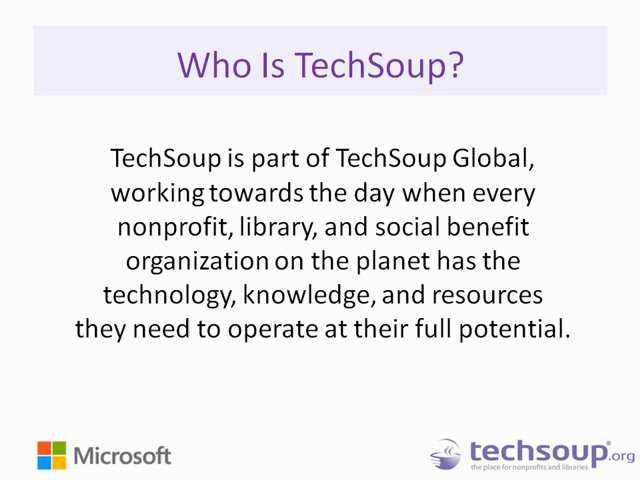 Who Is TechSoup?
TechSoup is part of TechSoup Global,
working towards the day when every
nonprofit, library, and social benefit
organization on the planet has the
technology, knowledge, and resources
they need to operate at their full potential.
Microsoft
techsoup.org
the place for nonprofits and libraries